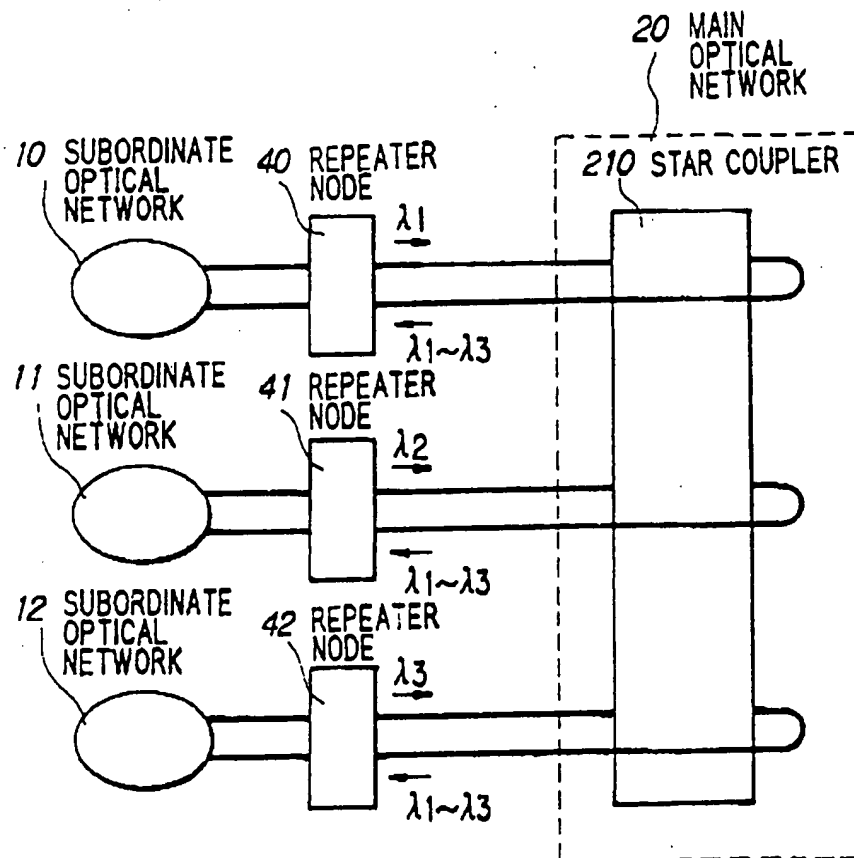 20 MAIN
OPTICAL
NETWORK
10 SUBORDINATE
OPTICAL
NETWORK
40 REPEATER
NODE
210 STAR COUPLER
λ1
λ1~λ3
11 SUBORDINATE
OPTICAL
NETWORK
41 REPEATER
NODE
λ2
λ1~λ3
12 SUBORDINATE
OPTICAL
NETWORK
42 REPEATER
NODE
λ3
λ1~λ3